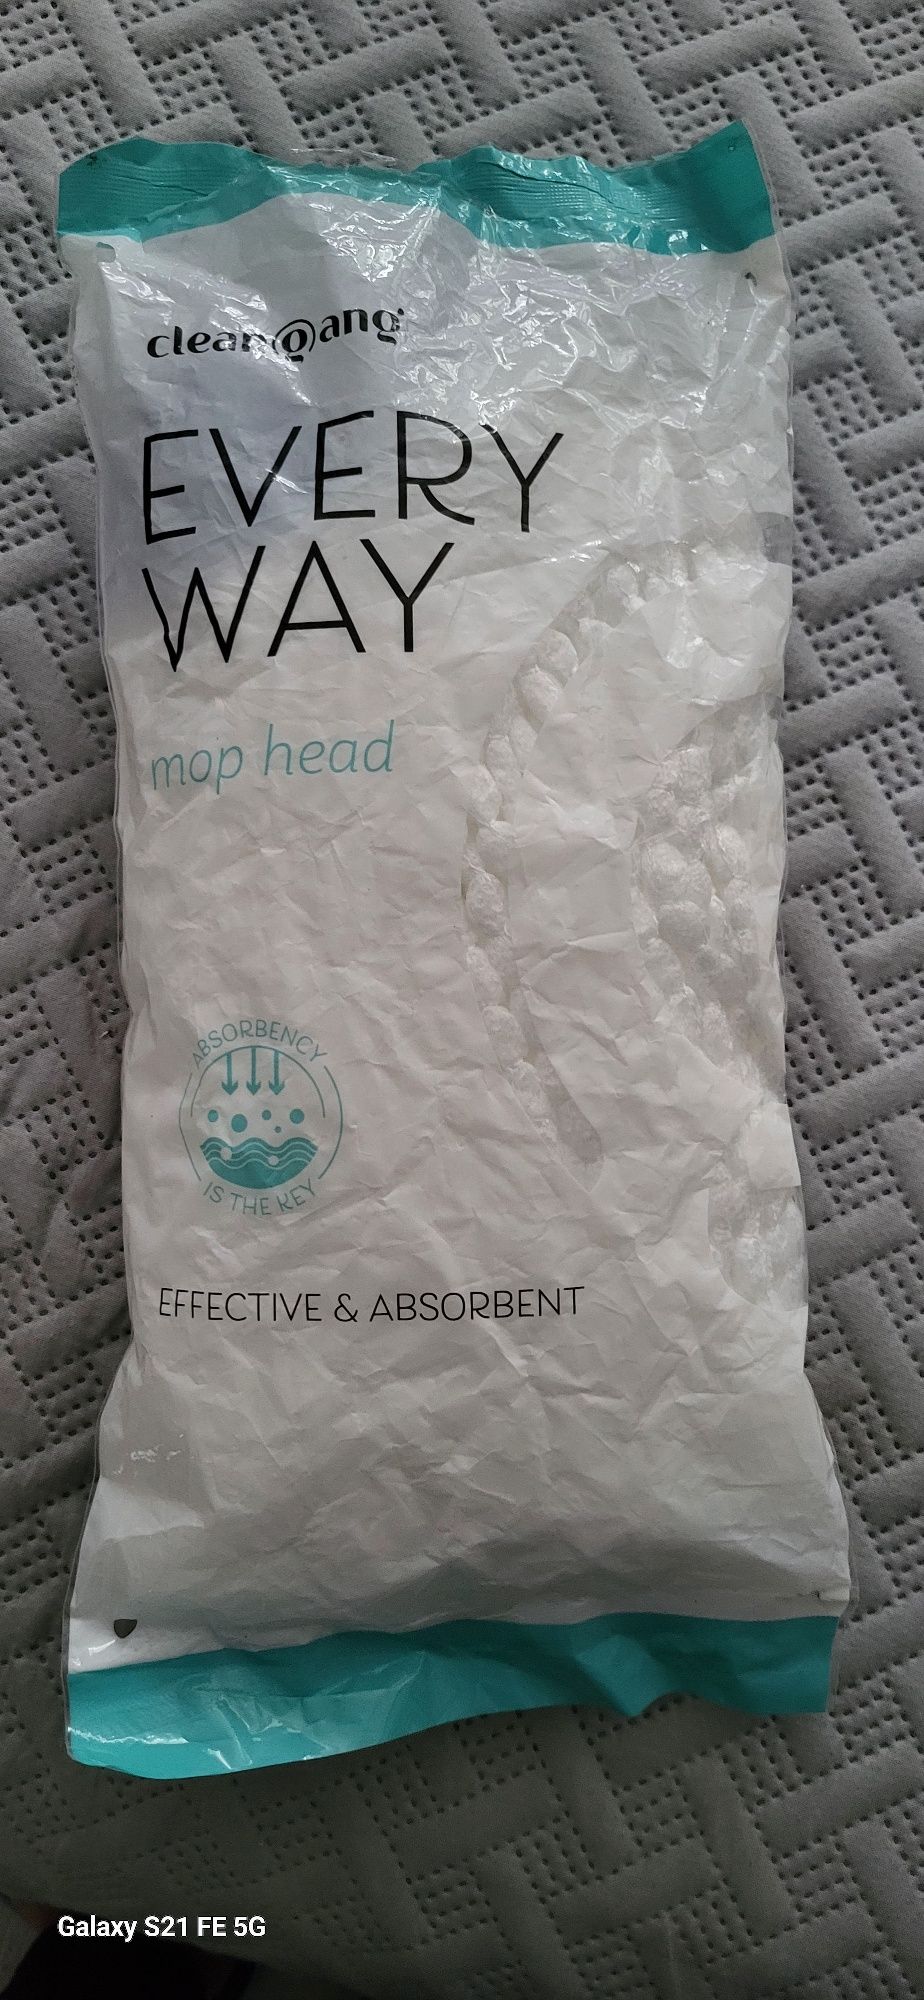 cleangang
EVERY
WAY
mop head
ABSORBENCY
IS THE KEY
EFFECTIVE & ABSORBENT
Galaxy S21 FE 5G